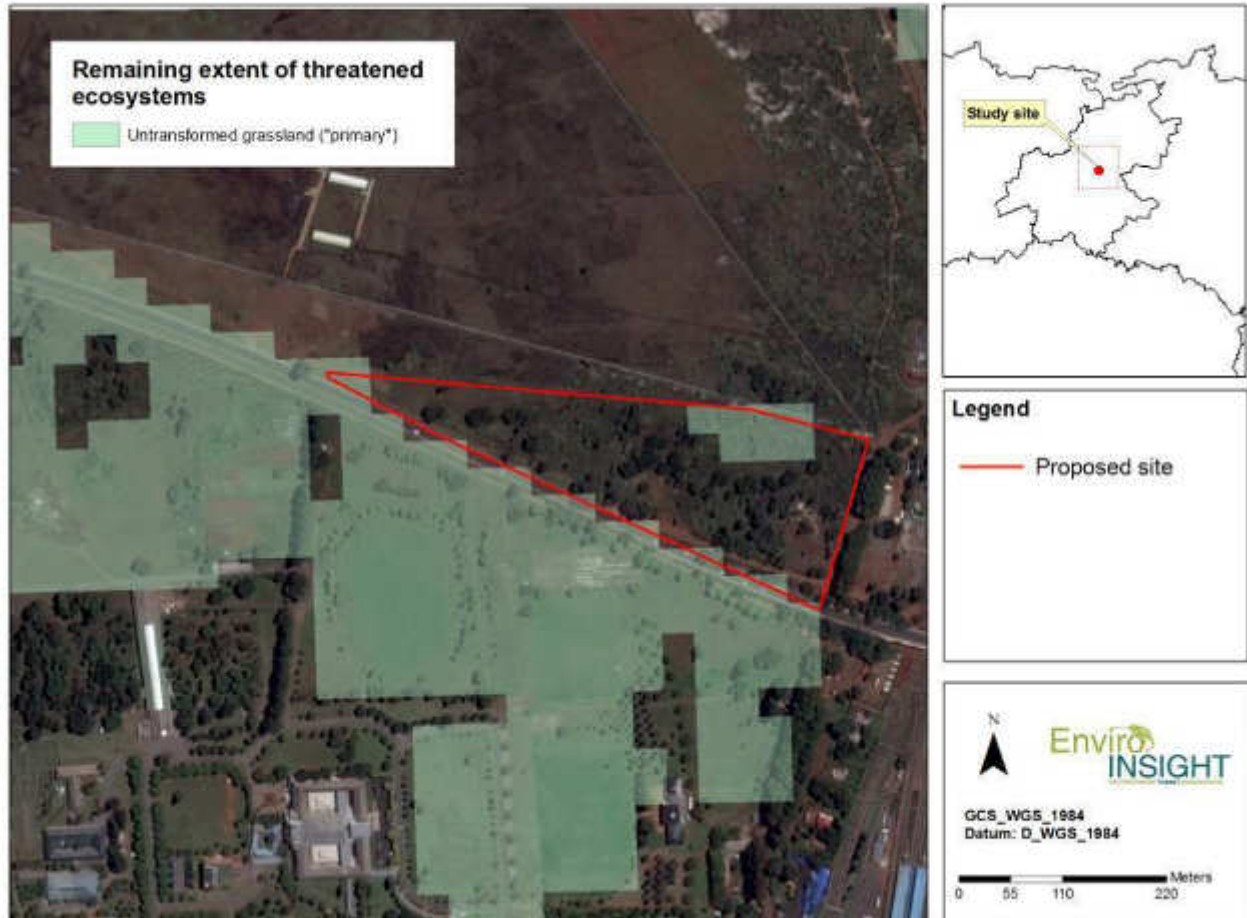 Remaining extent of threatened
ecosystems
Untransformed grassland ("primary")
Study site
Legend
Proposed site
N
Enviro
INSIGHT
GCS_WGS_1984
Datum: D_WGS_1984
Meters
0 55 110 220